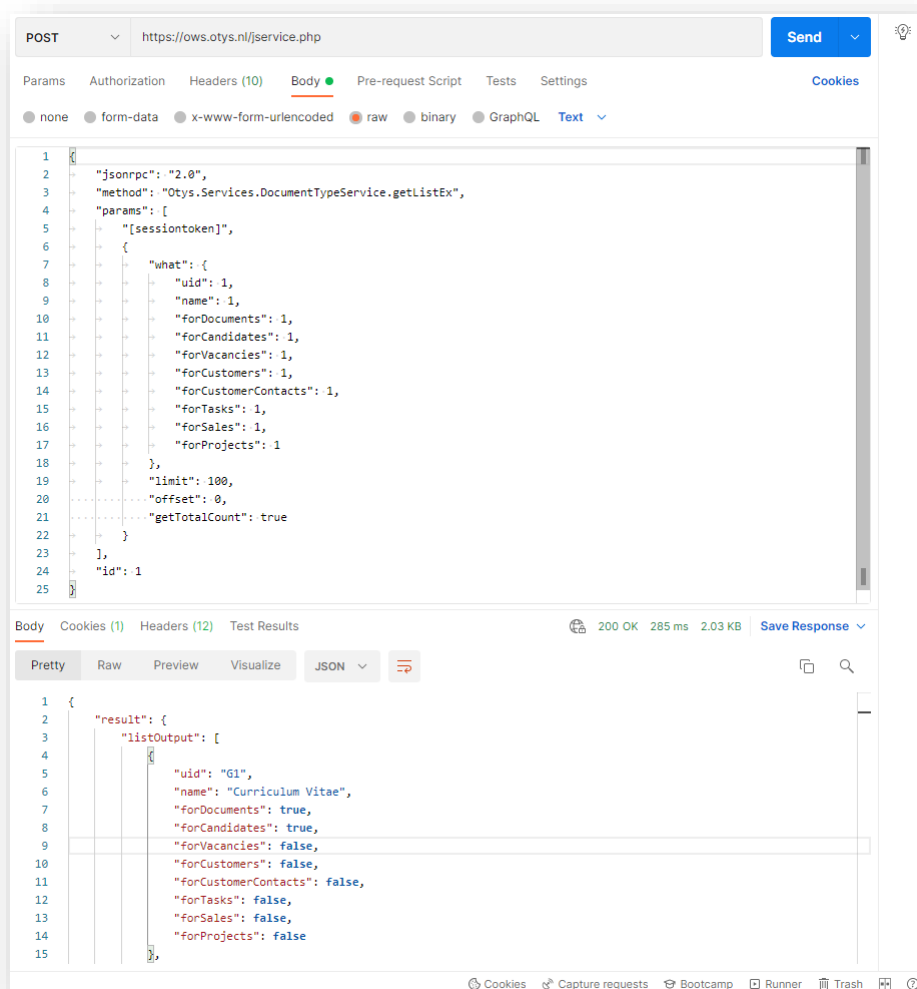 POST https://ows.otys.nl/jservice.php Send
Params Authorization Headers (10) Body Pre-request Script Tests Settings Cookies
none form-data x-www-form-urlencoded raw binary GraphQL Text
1 {
2 "jsonrpc": "2.0",
3 "method": "Otys.Services.DocumentTypeService.getListEx",
4 "params": [
5 "[sessiontoken]",
6 {
7 "what": {
8 "uid": 1,
9 "name": 1,
10 "forDocuments": 1,
11 "forCandidates": 1,
12 "forVacancies": 1,
13 "forCustomers": 1,
14 "forCustomerContacts": 1,
15 "forTasks": 1,
16 "forSales": 1,
17 "forProjects": 1
18 },
19 "limit": 100,
20 "offset": 0,
21 "getTotalCount": true
22 }
23 ],
24 "id": 1
25 }
Body Cookies (1) Headers (12) Test Results 200 OK 285 ms 2.03 KB Save Response
Pretty Raw Preview Visualize JSON
1 {
2 "result": {
3 "listOutput": [
4 {
5 "uid": "G1",
6 "name": "Curriculum Vitae",
7 "forDocuments": true,
8 "forCandidates": true,
9 "forVacancies": false,
10 "forCustomers": false,
11 "forCustomerContacts": false,
12 "forTasks": false,
13 "forSales": false,
14 "forProjects": false
15 },
Cookies Capture requests Bootcamp Runner Trash